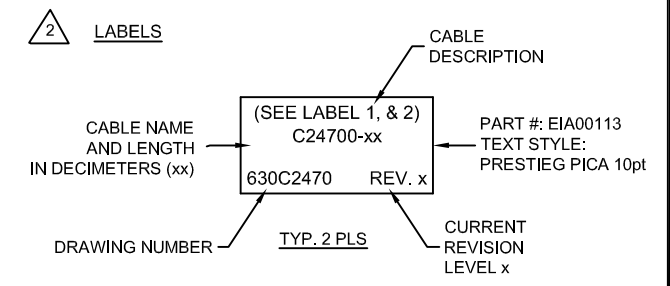 2 LABELS
CABLE
DESCRIPTION
(SEE LABEL 1, & 2)
C24700-xx
630C2470 REV. x
CABLE NAME
AND LENGTH
IN DECIMETERS (xx)
PART #: EIA00113
TEXT STYLE:
PRESTIEG PICA 10pt
DRAWING NUMBER
TYP. 2 PLS
CURRENT
REVISION
LEVEL x